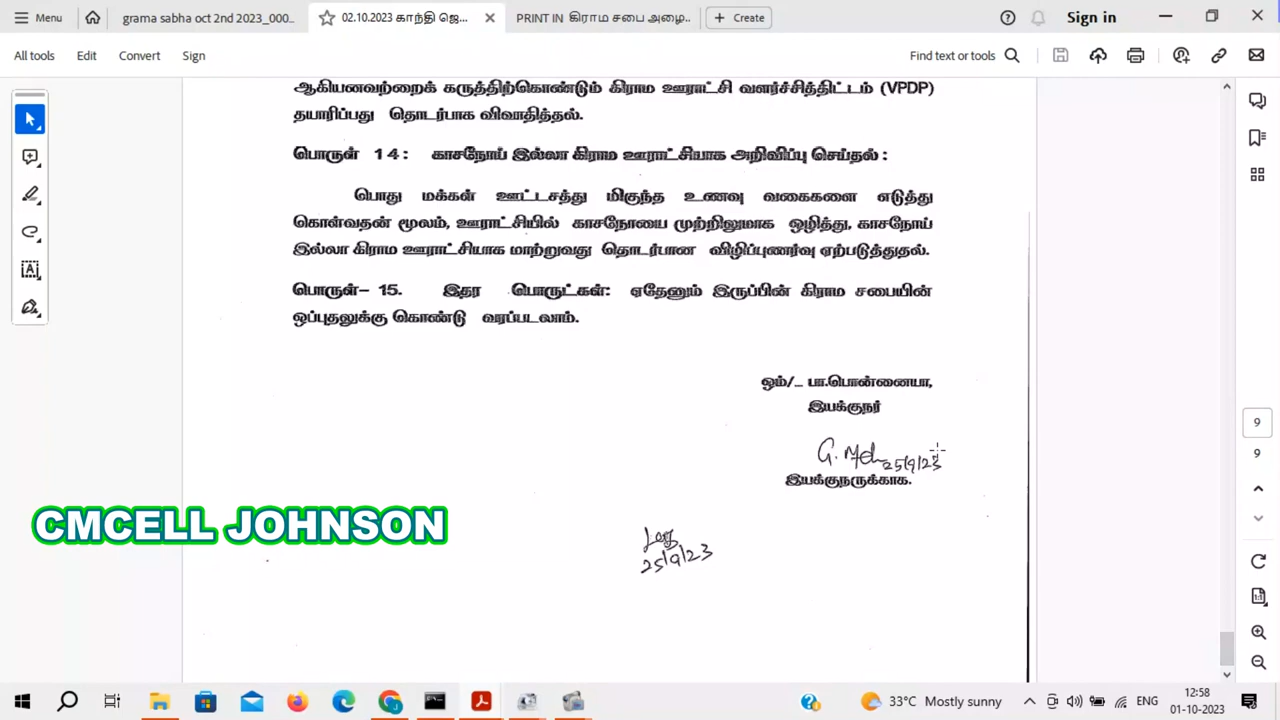 Menu
grama sabha oct 2nd 2023_000...
02.10.2023 காந்தி ஜெ...
PRINT IN கிராம சபை அழை...
Create
Sign in
All tools Edit Convert Sign
Find text or tools
ஆகியனவற்றைக் கருத்திற்கொண்டும் கிராம ஊராட்சி வளர்ச்சித்திட்டம் (VPDP)
தயாரிப்பது தொடர்பாக விவாதித்தல்.
பொருள் 14 : காசநோய் இல்லா கிராம ஊராட்சியாக அறிவிப்பு செய்தல் :
பொது மக்கள் ஊட்டசத்து மிகுந்த உணவு வகைகளை எடுத்து
கொள்வதன் மூலம், ஊராட்சியில் காசநோயை முற்றிலுமாக ஒழித்து, காசநோய்
இல்லா கிராம ஊராட்சியாக மாற்றுவது தொடர்பான விழிப்புணர்வு ஏற்படுத்துதல்.
பொருள்– 15. இதர பொருட்கள்: ஏதேனும் இருப்பின் கிராம சபையின்
ஒப்புதலுக்கு கொண்டு வரப்படலாம்.
ஒம்/... பா.பொன்னையா,
இயக்குநர்
25/9/23
இயக்குநருக்காக.
25/9/23
CMCELL JOHNSON
9
9
33°C Mostly sunny
ENG
12:58
01-10-2023